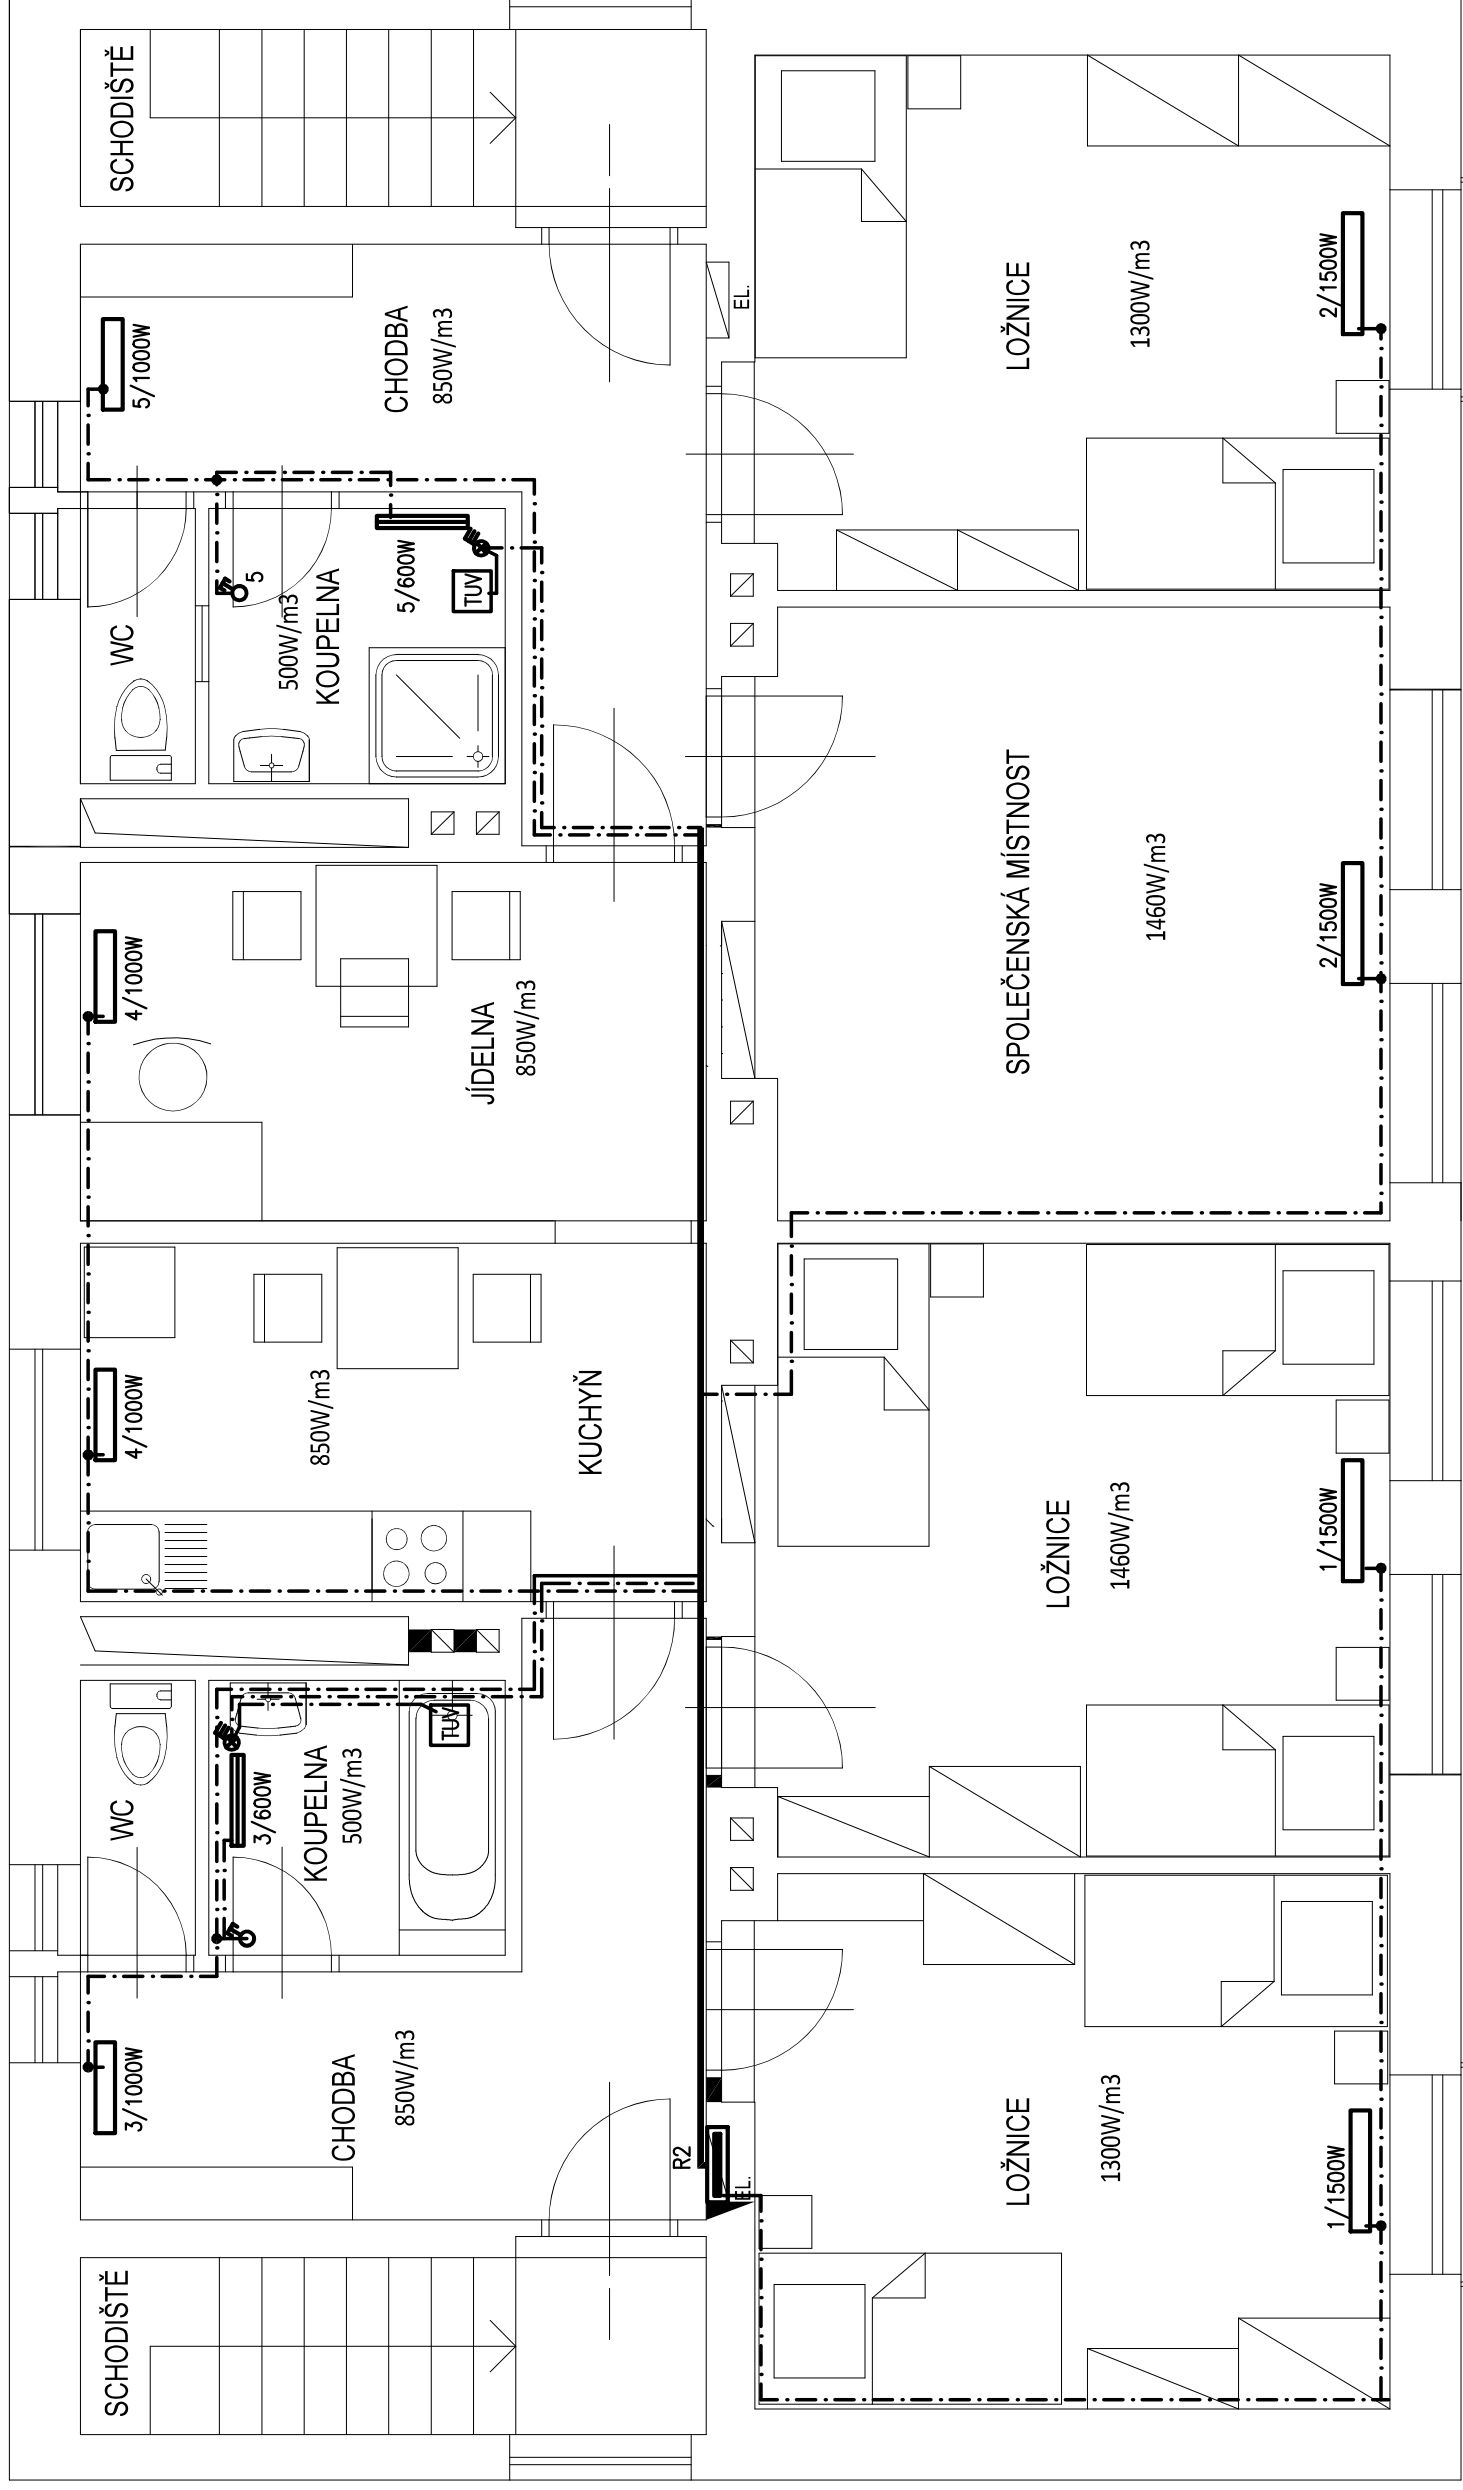 SCHODIŠTĚ
5/1000W
CHODBA
850W/m3
EL.
LOŽNICE
1300W/m3
2/1500W
WC
5
500W/m3
KOUPELNA
5/600W
TUV
4/1000W
JÍDELNA
850W/m3
SPOLEČENSKÁ MÍSTNOST
1460W/m3
2/1500W
4/1000W
850W/m3
KUCHYŇ
LOŽNICE
1460W/m3
1/1500W
WC
3/600W
KOUPELNA
500W/m3
TUV
3/1000W
CHODBA
850W/m3
R2
EL.
LOŽNICE
1300W/m3
1/1500W
SCHODIŠTĚ